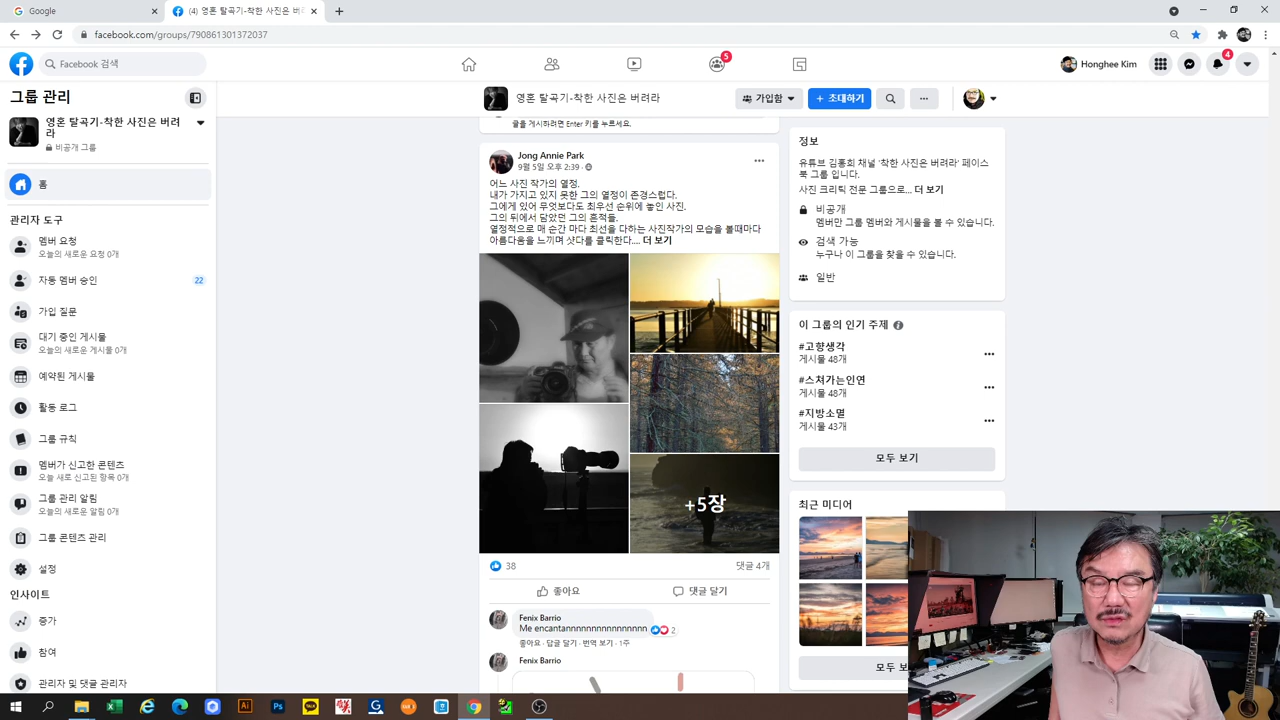 Google
(4) 영혼 탈곡기-착한 사진은 버려
facebook.com/groups/790861301372037
Facebook 검색
5
Honghee Kim
4
그룹 관리
영혼 탈곡기-착한 사진은 버려
라
비공개 그룹
홈
관리자 도구
멤버 요청
오늘의 새로운 요청 0개
자동 멤버 승인
22
가입 질문
대기 중인 게시물
오늘의 새로운 게시물 0개
예약된 게시물
활동 로그
그룹 규칙
멤버가 신고한 콘텐츠
오늘 새로 신고된 항목 0개
그룹 관리 알림
오늘의 새로운 알림 0개
그룹 콘텐츠 관리
설정
인사이트
증가
참여
관리자 및 댓글 관리자
영혼 탈곡기-착한 사진은 버려라
가입함
+ 초대하기
글을 게시하려면 Enter 키를 누르세요.
Jong Annie Park
9월 5일 오후 2:39
어느 사진 작가의 열정.
내가 가지고 있지 못한 그의 열정이 존경스럽다.
그에게 있어 무엇보다도 최우선 순위에 놓인 사진.
그의 뒤에서 담았던 그의 흔적들.
열정적으로 매 순간 마다 최선을 다하는 사진작가의 모습을 볼때마다
아름다움을 느끼며 샷다를 클릭한다.... 더 보기
+5장
38
댓글 4개
좋아요
댓글 달기
Fenix Barrio
Me encantannnnnnnnnnnnnnnn
2
좋아요 · 답글 달기 · 번역 보기 · 1주
Fenix Barrio
정보
유튜브 김홍희 채널 '착한 사진은 버려라' 페이스
북 그룹 입니다.
사진 크리틱 전문 그룹으로... 더 보기
비공개
멤버만 그룹 멤버와 게시물을 볼 수 있습니다.
검색 가능
누구나 이 그룹을 찾을 수 있습니다.
일반
이 그룹의 인기 주제
#고향생각
게시물 48개
#스쳐가는인연
게시물 48개
#지방소멸
게시물 43개
모두 보기
최근 미디어
모두 보